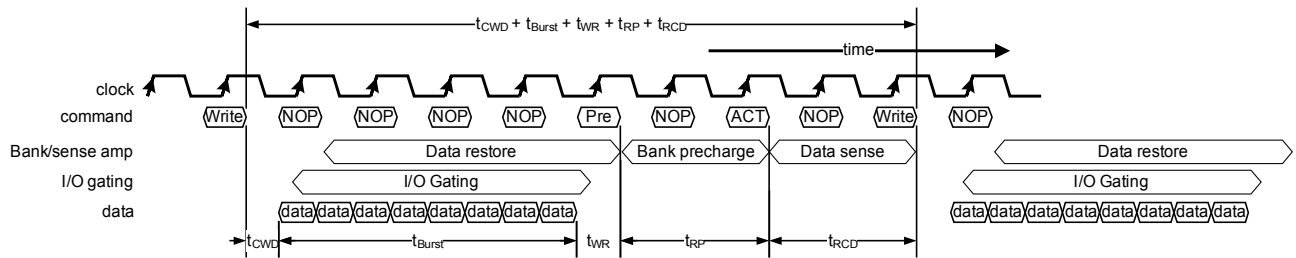 tCWD + tBurst + tWR + tRP + tRCD
time
clock
command Write NOP NOP NOP NOP Pre NOP ACT NOP Write NOP
Bank/sense amp Data restore Bank precharge Data sense Data restore
I/O gating I/O Gating I/O Gating
data data data data data data data data data data data data data data data data data
tCWD tBurst tWR tRP tRCD